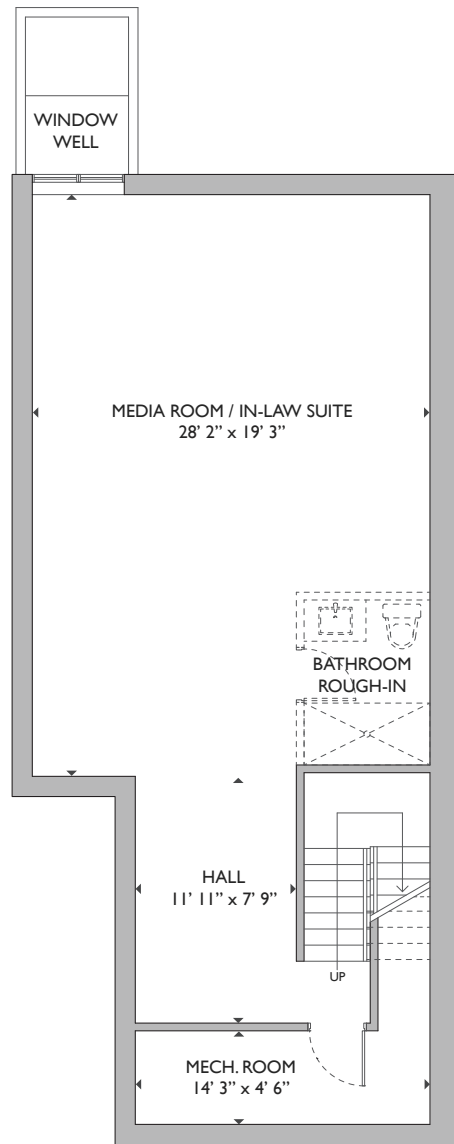 WINDOW
WELL
MEDIA ROOM / IN-LAW SUITE
28’ 2” x 19’ 3”
BATHROOM
ROUGH-IN
HALL
11’ 11” x 7’ 9”
UP
MECH. ROOM
14’ 3” x 4’ 6”